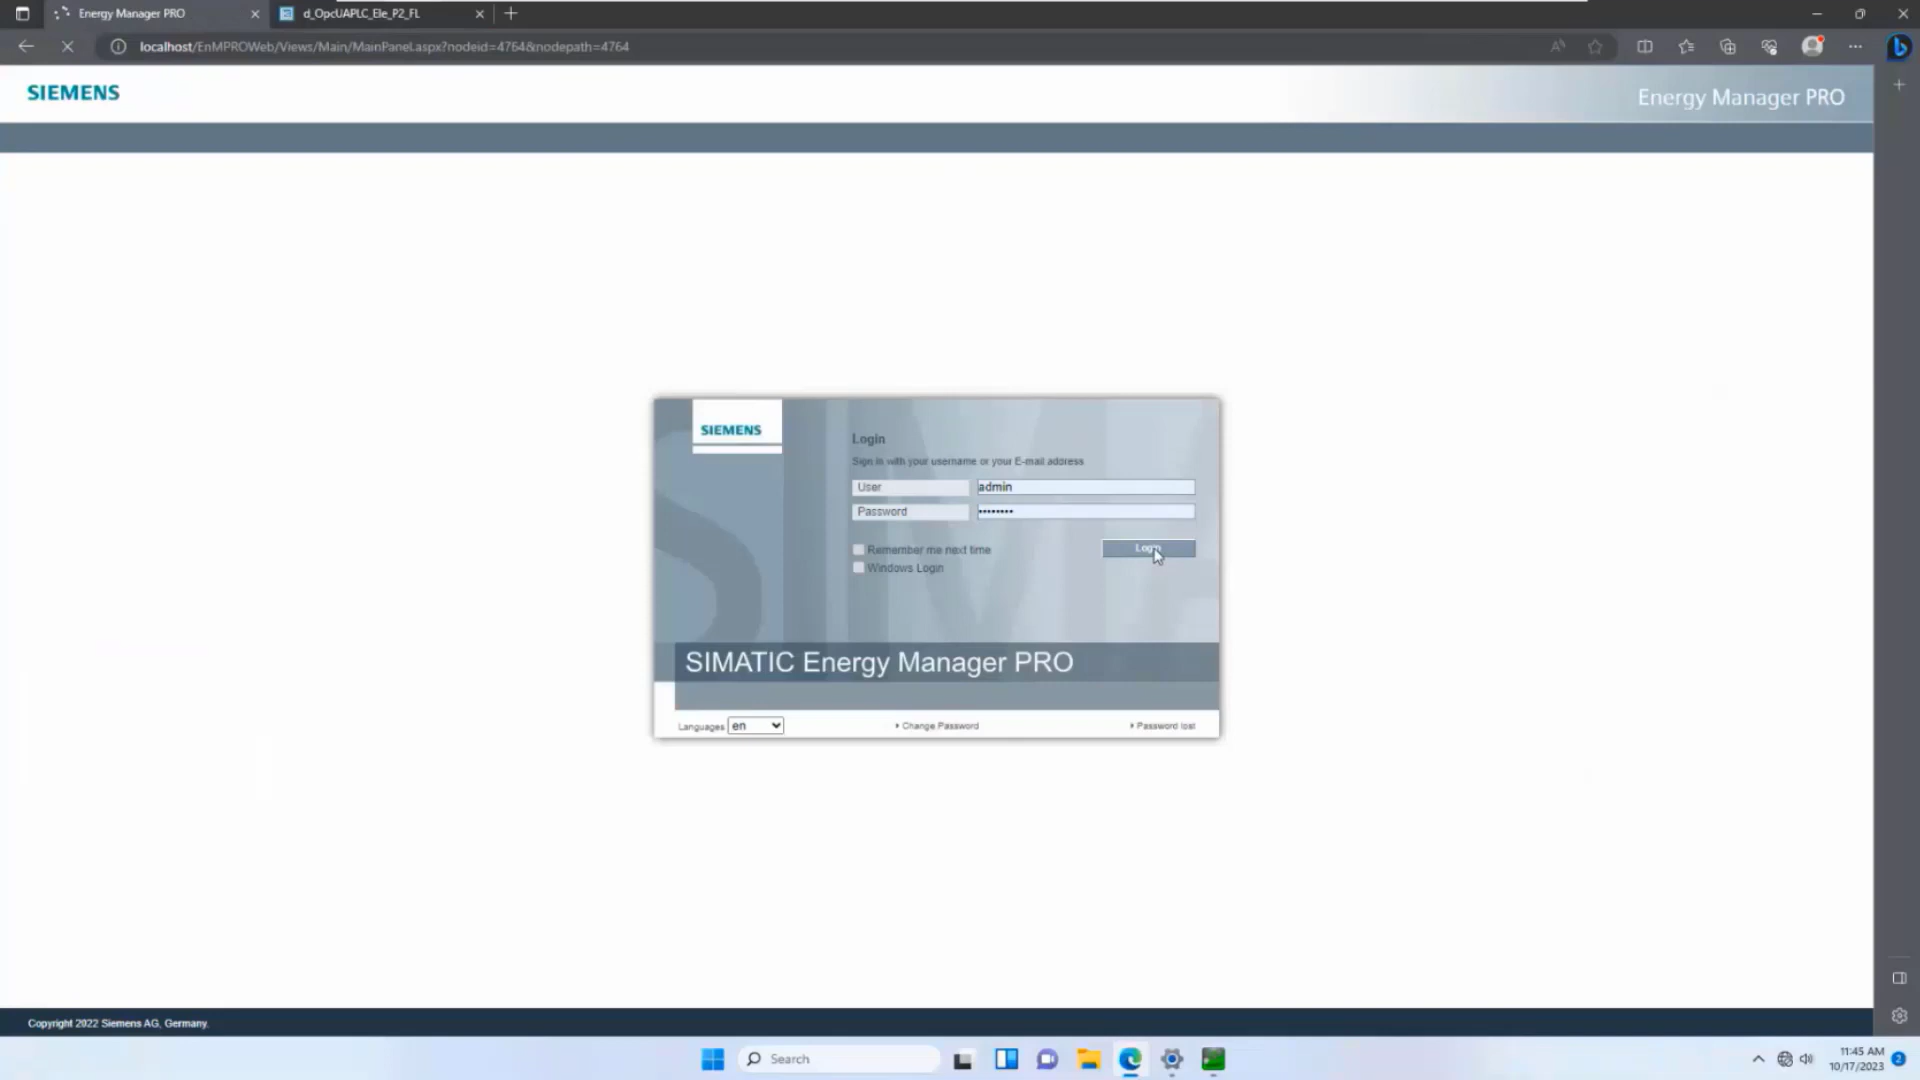 Energy Manager PRO
d_OpcUAPLC_Ele_P2_FL
localhost/EnMPROWeb/Views/Main/MainPanel.aspx?nodeid=4764&nodepath=4764
SIEMENS
Energy Manager PRO
SIEMENS
Login
Sign in with your username or your E-mail address
User
admin
Password
••••••••
Remember me next time
Login
Windows Login
SIMATIC Energy Manager PRO
Languages
en
Change Password
Password lost
Copyright 2022 Siemens AG, Germany.
Search
11:45 AM
10/17/2023
2